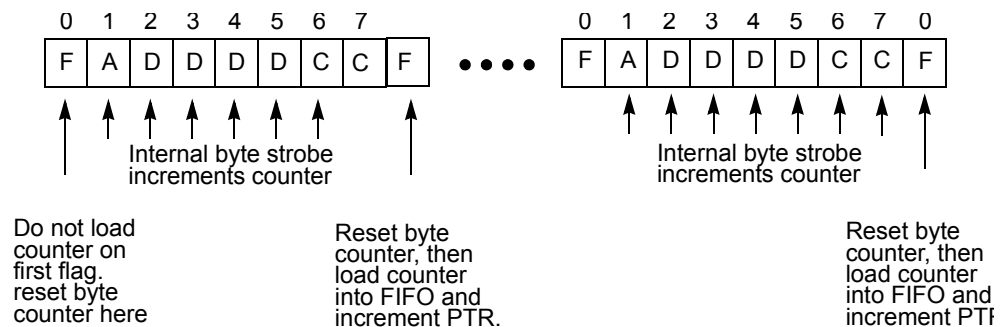 0 1 2 3 4 5 6 7 0 1 2 3 4 5 6 7 0
F A D D D D C C F •••• F A D D D D C C F
Internal byte strobe
increments counter
Internal byte strobe
increments counter
Do not load
counter on
first flag.
reset byte
counter here
Reset byte
counter, then
load counter
into FIFO and
increment PTR.
Reset byte
counter, then
load counter
into FIFO and
increment PTR